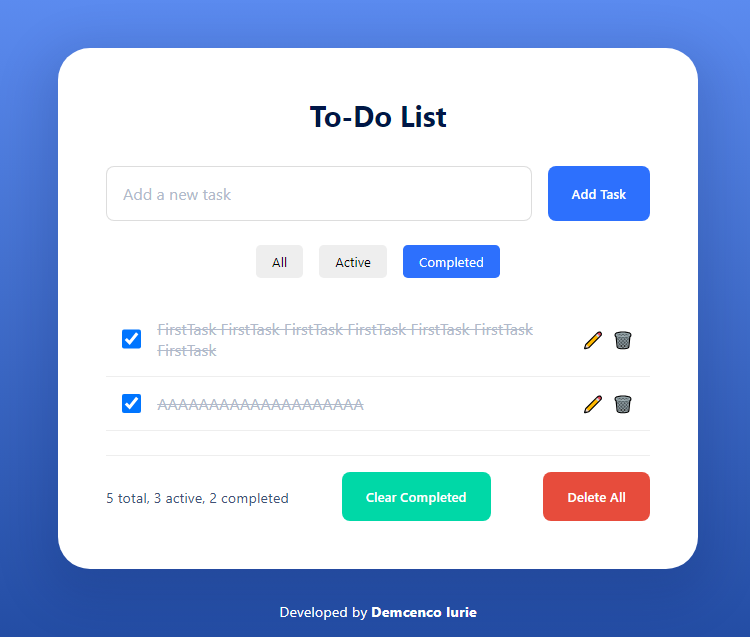 To-Do List
Add a new task
Add Task
All
Active
Completed
FirstTask FirstTask FirstTask FirstTask FirstTask FirstTask
FirstTask
AAAAAAAAAAAAAAAAAAAA
5 total, 3 active, 2 completed
Clear Completed
Delete All
Developed by Demcenco Iurie